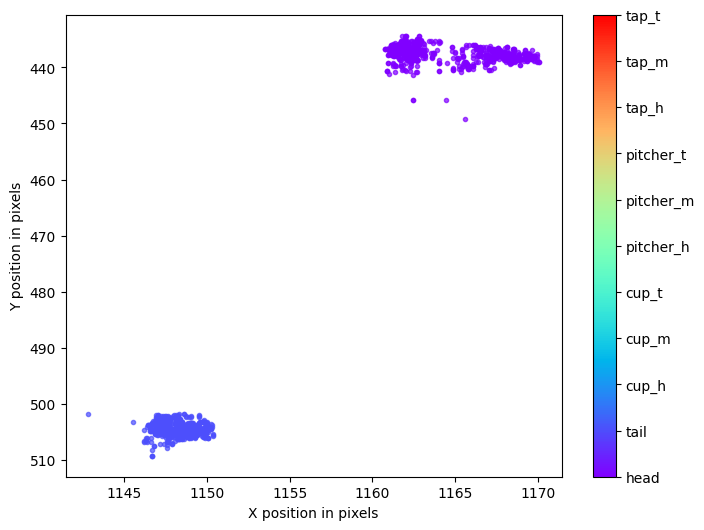 440
450
460
470
480
490
500
510
Y position in pixels
1145
1150
1155
1160
1165
1170
X position in pixels
tap_t
tap_m
tap_h
pitcher_t
pitcher_m
pitcher_h
cup_t
cup_m
cup_h
tail
head